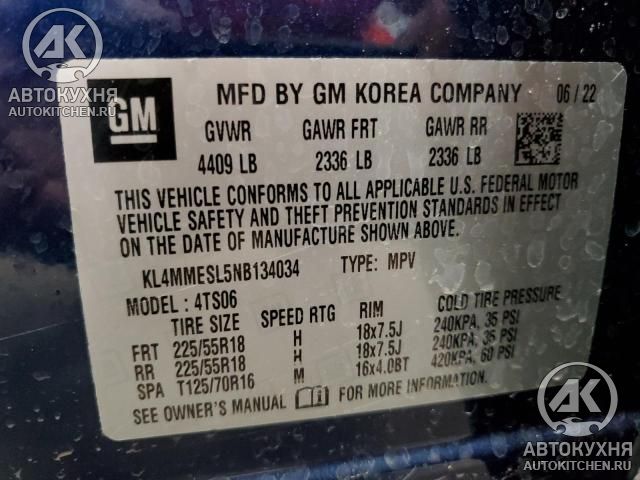 AK
АВТОКУХНЯ
AUTOKITCHEN.RU
GM
MFD BY GM KOREA COMPANY 06 / 22
GVWR GAWR FRT GAWR RR
4409 LB 2336 LB 2336 LB
THIS VEHICLE CONFORMS TO ALL APPLICABLE U.S. FEDERAL MOTOR
VEHICLE SAFETY AND THEFT PREVENTION STANDARDS IN EFFECT
ON THE DATE OF MANUFACTURE SHOWN ABOVE.
KL4MMESL5NB134034 TYPE: MPV
MODEL : 4TS06
TIRE SIZE SPEED RTG RIM COLD TIRE PRESSURE
FRT 225/55R18 H 18x7.5J 240KPA, 35 PSI
RR 225/55R18 H 18x7.5J 240KPA, 35 PSI
SPA T125/70R16 M 16x4.0BT 420KPA, 60 PSI
SEE OWNER'S MANUAL FOR MORE INFORMATION.
AK
АВТОКУХНЯ
AUTOKITCHEN.RU